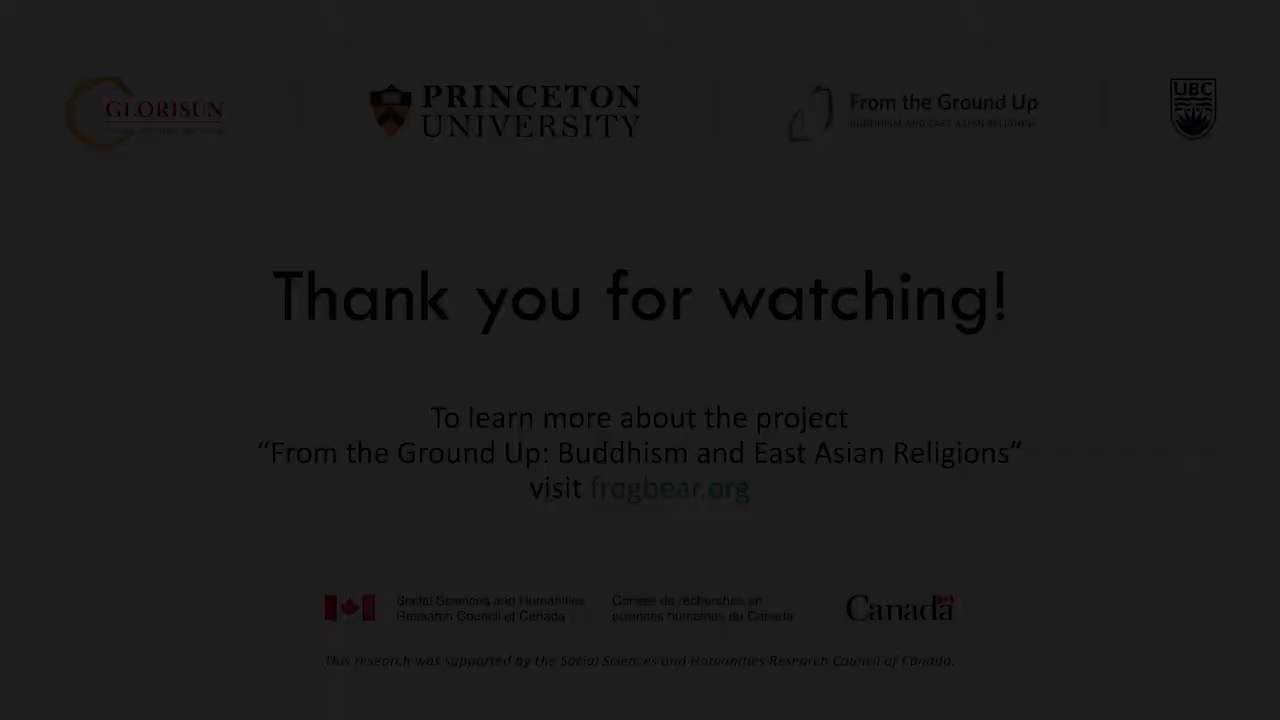 GLORISUN
PRINCETON
UNIVERSITY
From the Ground Up
BUDDHISM AND EAST ASIAN RELIGIONS
UBC
Thank you for watching!
To learn more about the project
“From the Ground Up: Buddhism and East Asian Religions”
visit frogbear.org
Social Sciences and Humanities
Research Council of Canada
Conseil de recherches en
sciences humaines du Canada
Canada
This research was supported by the Social Sciences and Humanities Research Council of Canada.